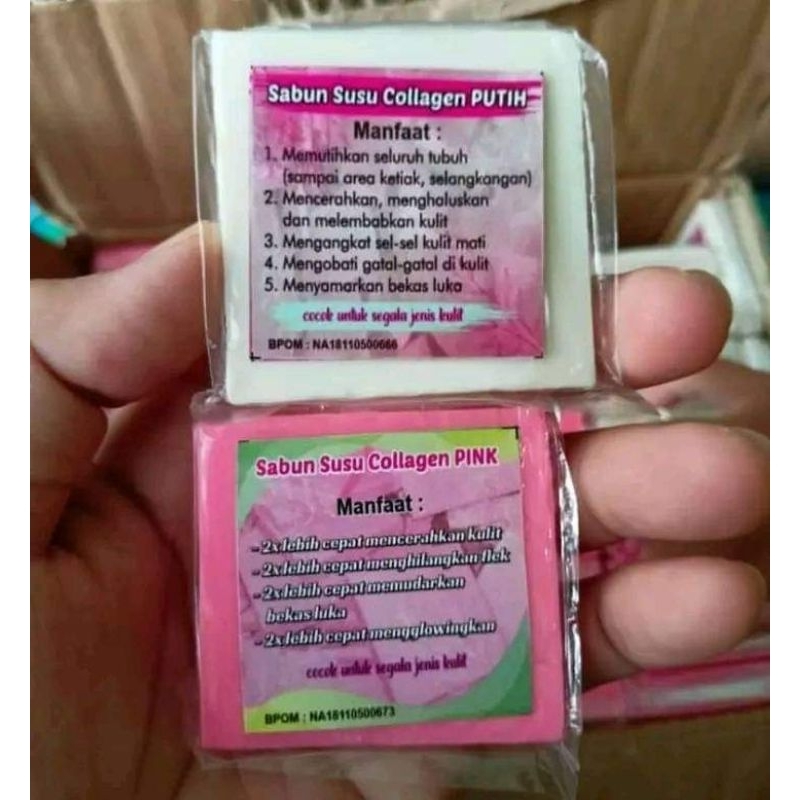 Sabun Susu Collagen PUTIH
Manfaat :
1. Memutihkan seluruh tubuh
(sampai area ketiak, selangkangan)
2. Mencerahkan, menghaluskan
dan melembabkan kulit
3. Mengangkat sel-sel kulit mati
4. Mengobati gatal-gatal di kulit
5. Menyamarkan bekas luka
cocok untuk segala jenis kulit
BPOM : NA18110500666
Sabun Susu Collagen PINK
Manfaat :
- 2x lebih cepat mencerahkan kulit
- 2x lebih cepat menghilangkan flek
- 2x lebih cepat menudarkan
bekas luka
- 2x lebih cepat mengglowingkan
cocok untuk segala jenis kulit
BPOM : NA18110500673